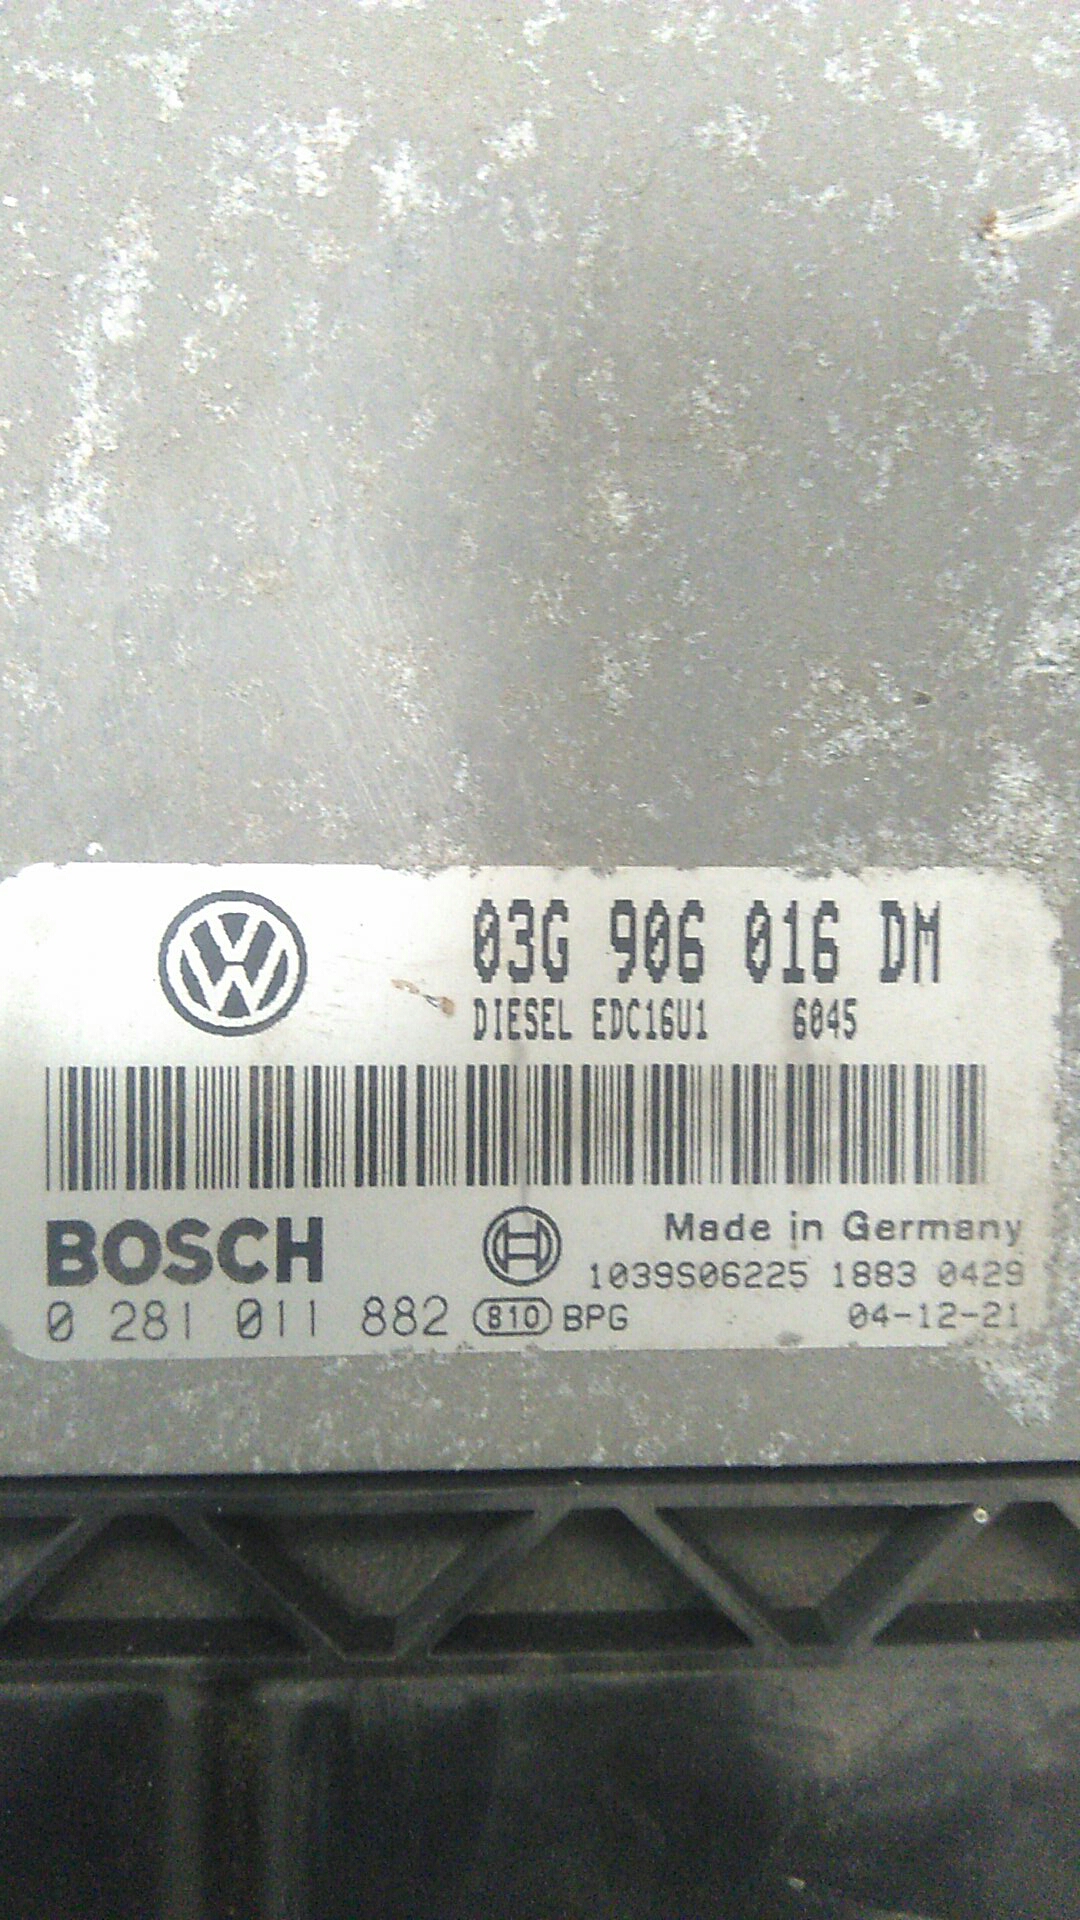 03G 906 016 DM
DIESEL EDC16U1 6045
BOSCH
Made in Germany
1039S06225 1883 0429
0 281 011 882 810 BPG 04-12-21